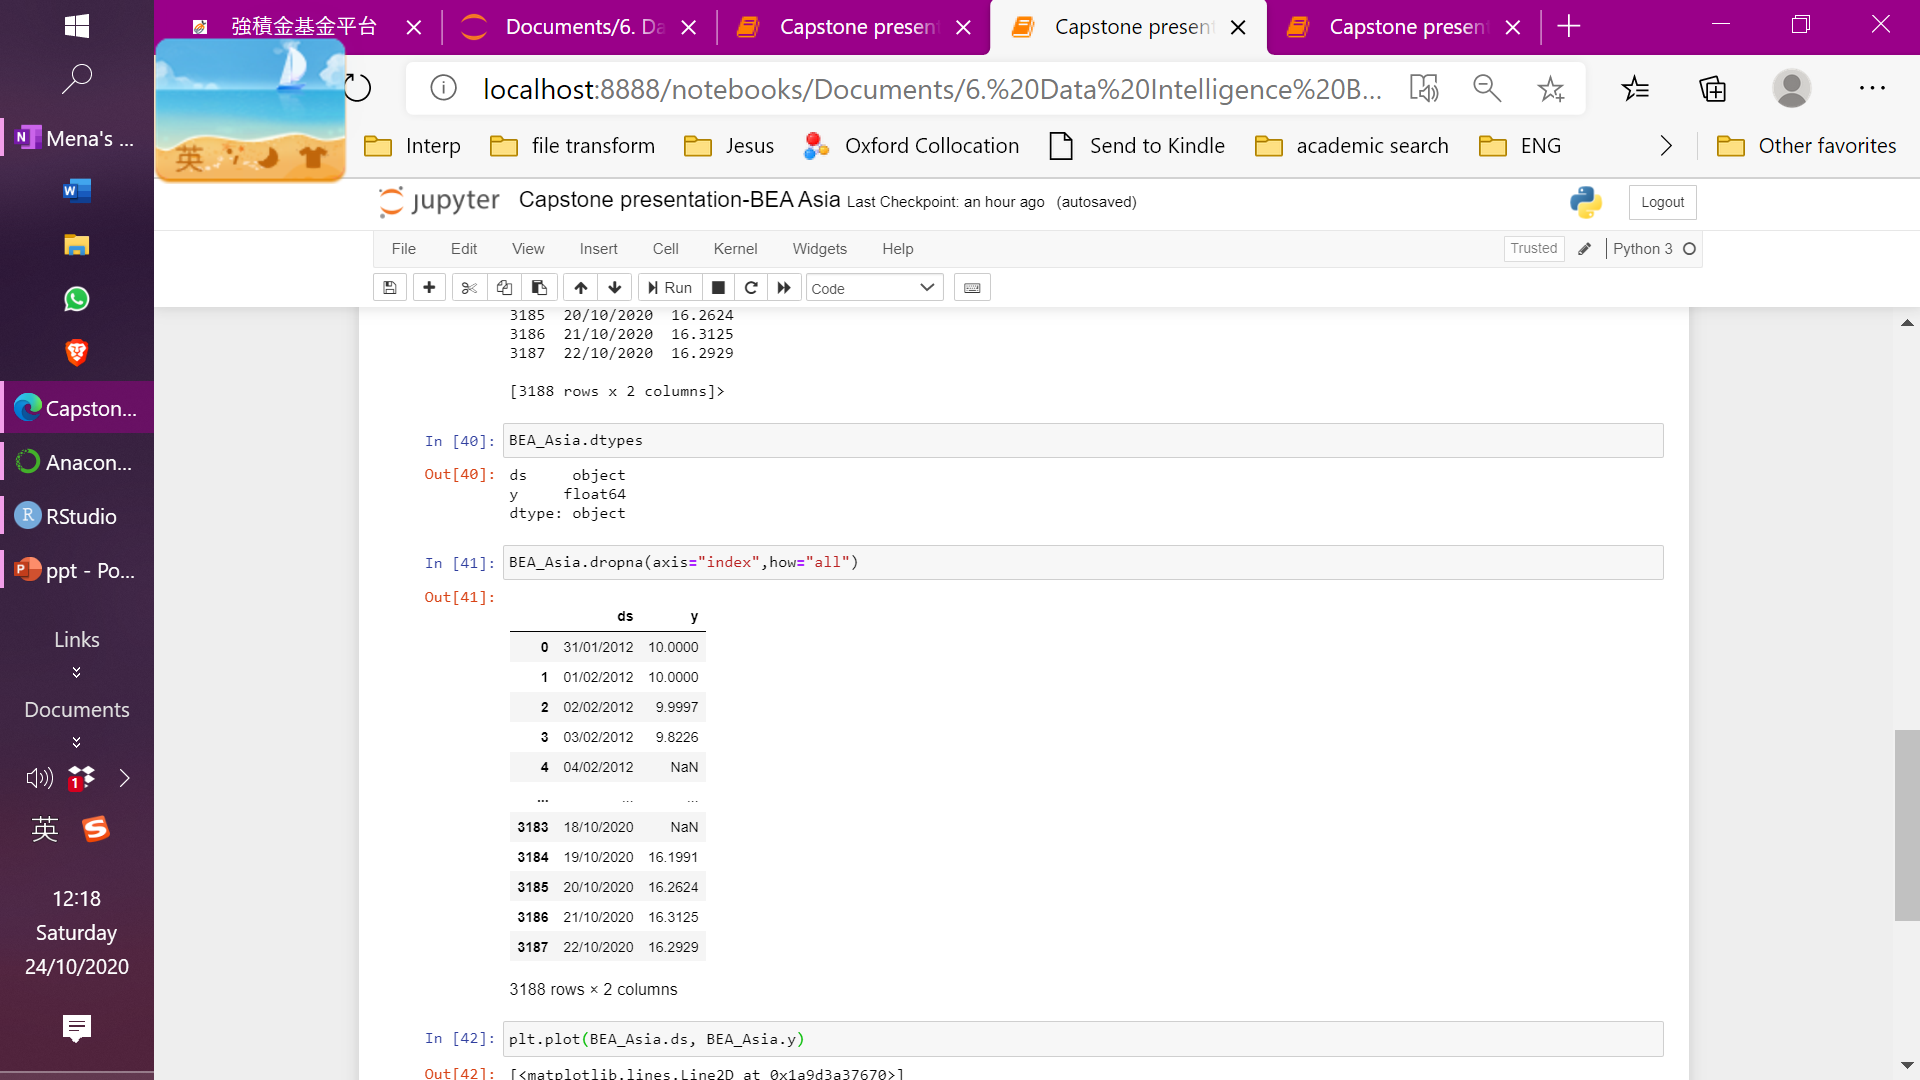 強積金基金平台
Documents/6. Da
Capstone presen
Capstone presen
Capstone presen
localhost:8888/notebooks/Documents/6.%20Data%20Intelligence%20B...
Interp
file transform
Jesus
Oxford Collocation
Send to Kindle
academic search
ENG
Other favorites
英
Mena's ...
Capston...
Anacon...
RStudio
ppt - Po...
Links
Documents
1
英
12:18
Saturday
24/10/2020
jupyter Capstone presentation-BEA Asia Last Checkpoint: an hour ago (autosaved)
Logout
File Edit View Insert Cell Kernel Widgets Help
Trusted
Python 3
Run
Code
3185 20/10/2020 16.2624
3186 21/10/2020 16.3125
3187 22/10/2020 16.2929
[3188 rows x 2 columns]>
In [40]: BEA_Asia.dtypes
Out[40]: ds object
y float64
dtype: object
In [41]: BEA_Asia.dropna(axis="index",how="all")
Out[41]:
ds y
0 31/01/2012 10.0000
1 01/02/2012 10.0000
2 02/02/2012 9.9997
3 03/02/2012 9.8226
4 04/02/2012 NaN
... ... ...
3183 18/10/2020 NaN
3184 19/10/2020 16.1991
3185 20/10/2020 16.2624
3186 21/10/2020 16.3125
3187 22/10/2020 16.2929
3188 rows × 2 columns
In [42]: plt.plot(BEA_Asia.ds, BEA_Asia.y)
Out[42]: [<matplotlib.lines.Line2D at 0x1a9d3a37670>]